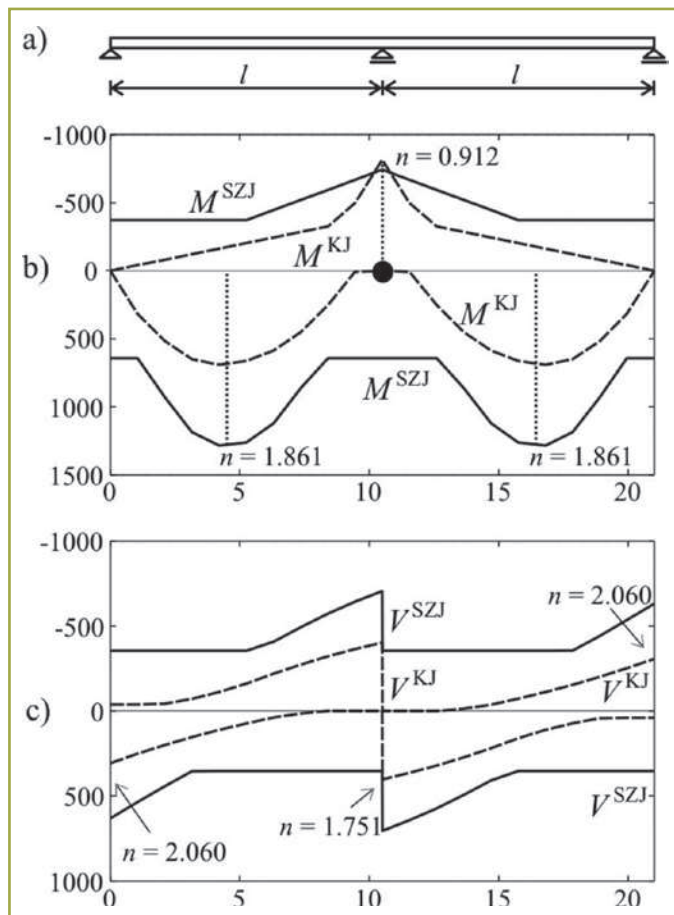 a)
l l
-1000
n = 0.912
M^SZJ
-500
M^KJ
0
b)
M^KJ
500
M^SZJ
1000
n = 1.861 n = 1.861
1500
0 5 10 15 20
-1000
n = 2.060
V^SZJ
-500
V^KJ V^KJ
c) 0
500
n = 1.751 V^SZJ
n = 2.060
1000
0 5 10 15 20